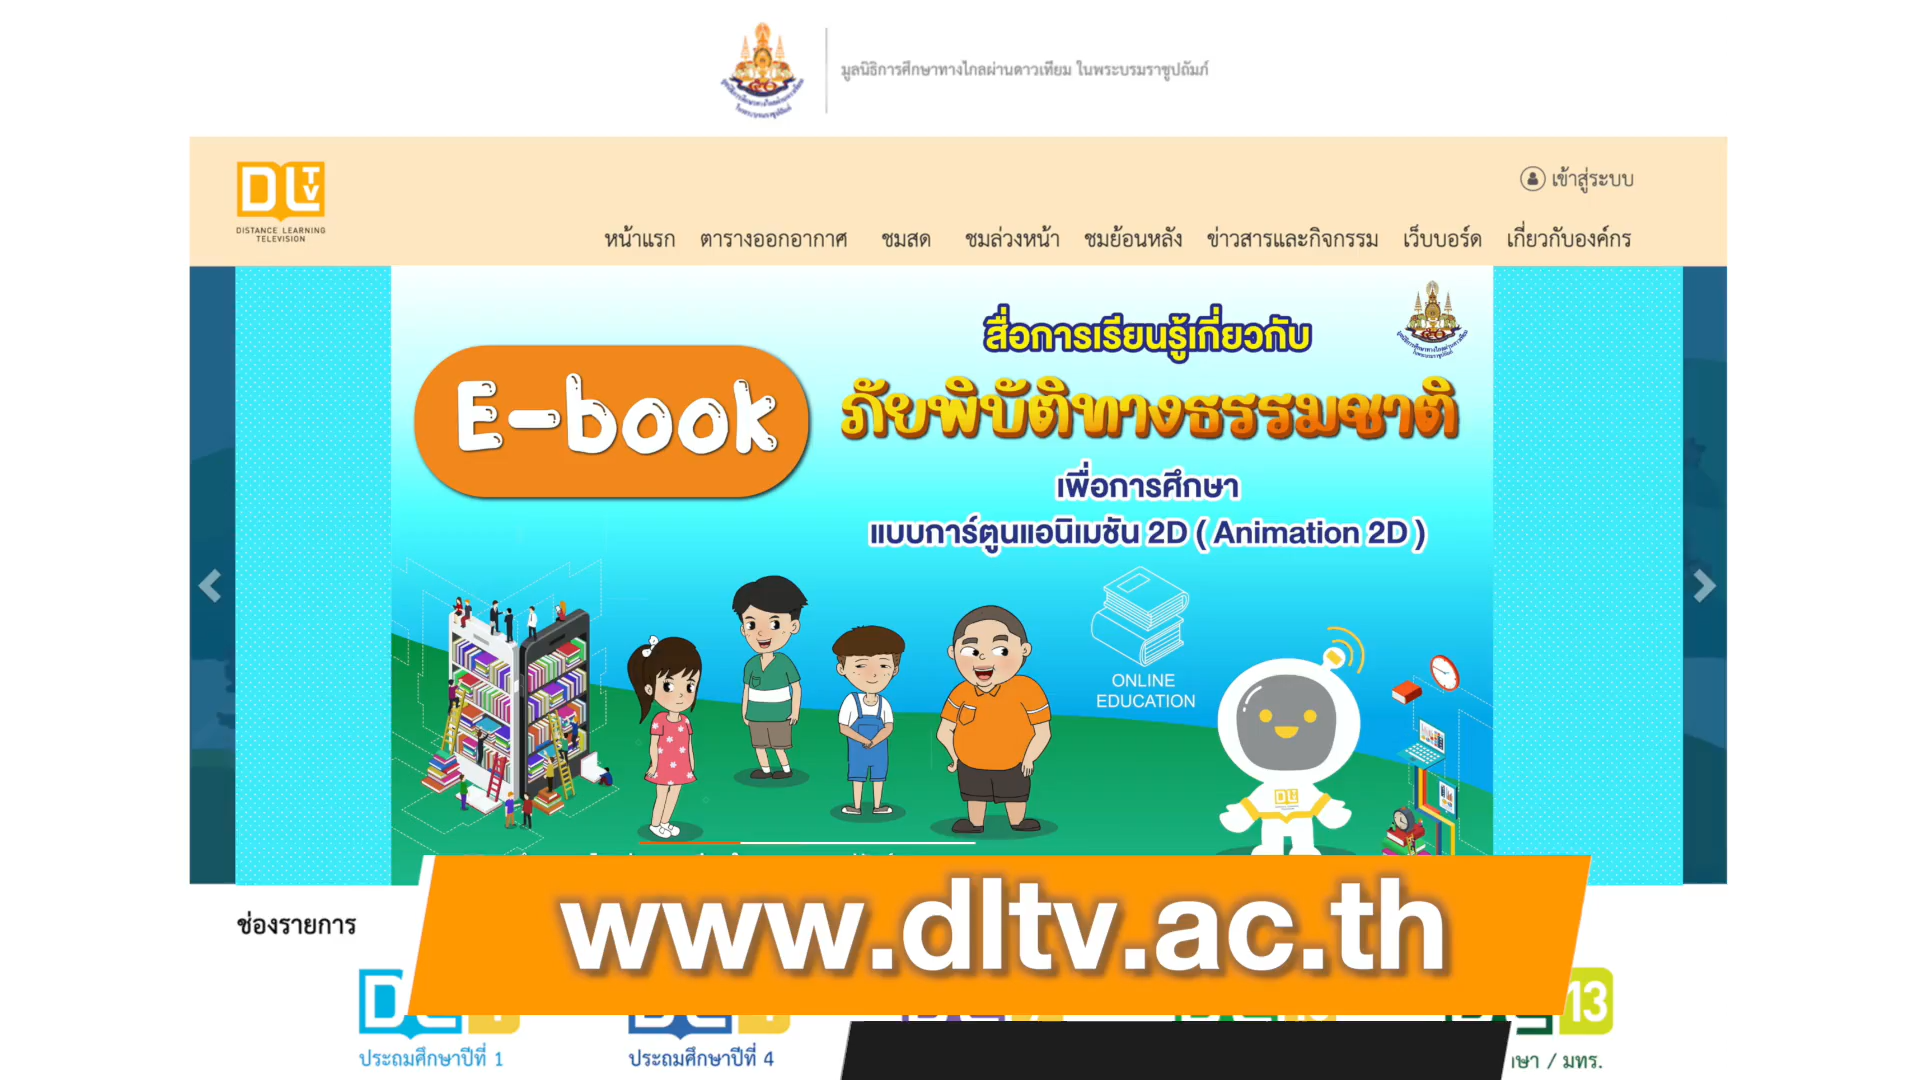 มูลนิธิการศึกษาทางไกลผ่านดาวเทียม ในพระบรมราชูปถัมภ์
DLTV
DISTANCE LEARNING
TELEVISION
เข้าสู่ระบบ
หน้าแรก ตารางออกอากาศ ชมสด ชมล่วงหน้า ชมย้อนหลัง ข่าวสารและกิจกรรม เว็บบอร์ด เกี่ยวกับองค์กร
E-book
สื่อการเรียนรู้เกี่ยวกับ
ภัยพิบัติทางธรรมชาติ
เพื่อการศึกษา
แบบการ์ตูนแอนิเมชัน 2D ( Animation 2D )
ONLINE
EDUCATION
www.dltv.ac.th
ช่องรายการ
13
ประถมศึกษาปีที่ 1
ประถมศึกษาปีที่ 4
/ มทร.